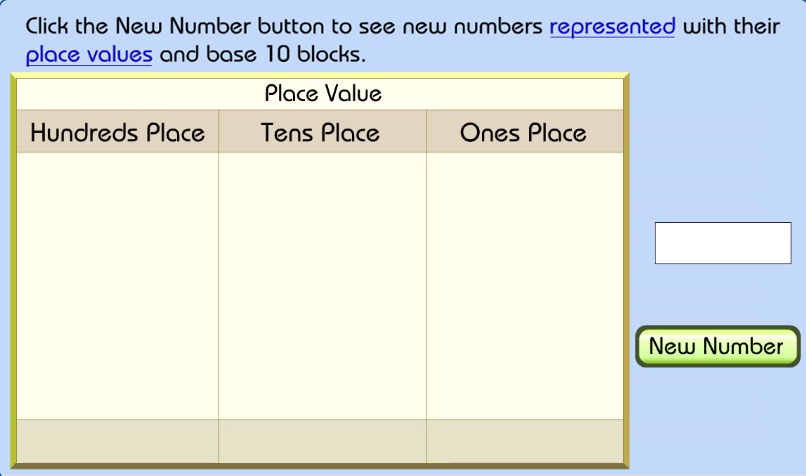 Click the New Number button to see new numbers represented with their
place values and base 10 blocks.
Place Value
Hundreds Place Tens Place Ones Place
New Number